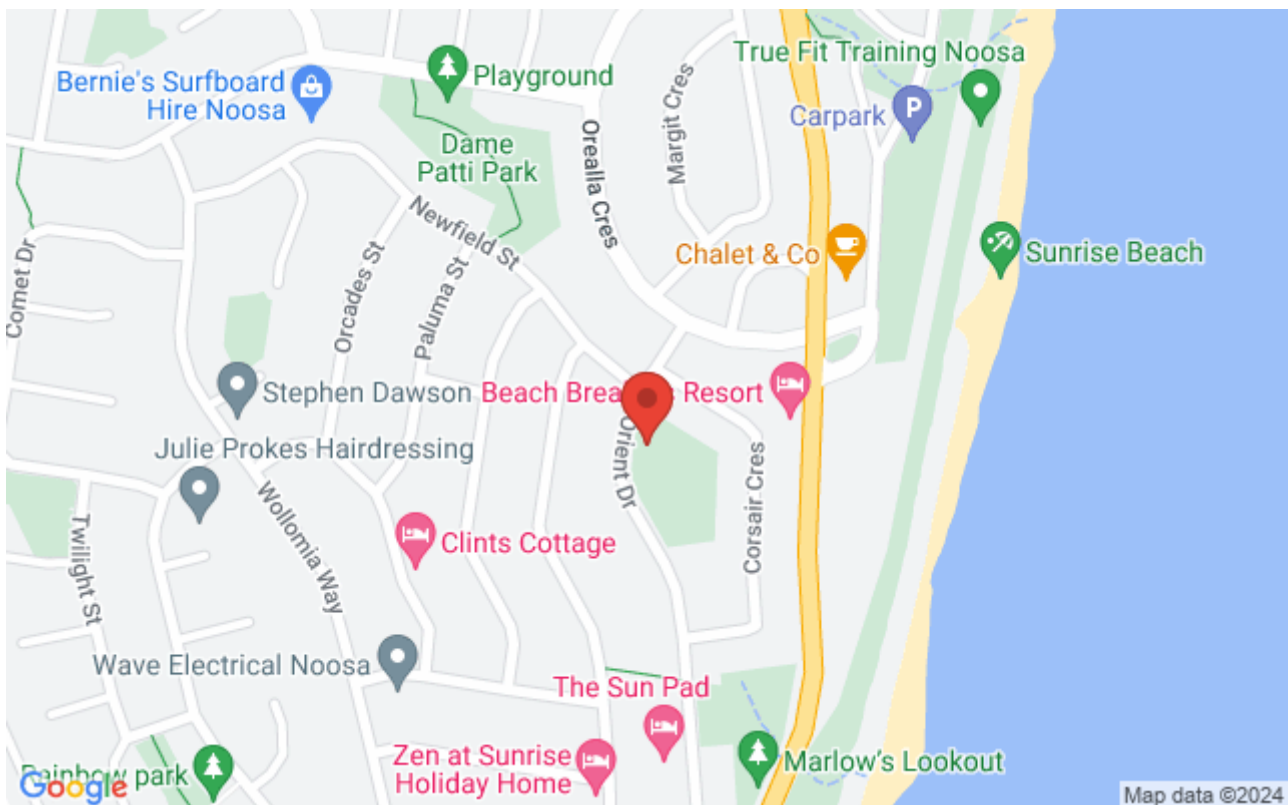 True Fit Training Noosa
Bernie's Surfboard
Hire Noosa
Playground
Carpark
Dame
Patti Park
Orealla Cres
Margit Cres
Newfield St
Chalet & Co
Sunrise Beach
Comet Dr
Orcades St
Paluma St
Stephen Dawson
Beach Brea
Resort
Julie Prokes Hairdressing
Orient Dr
Corsair Cres
Twilight St
Wollomia Way
Clints Cottage
Wave Electrical Noosa
The Sun Pad
Zen at Sunrise
Holiday Home
Marlow's Lookout
Rainbow park
Google
Map data ©2024